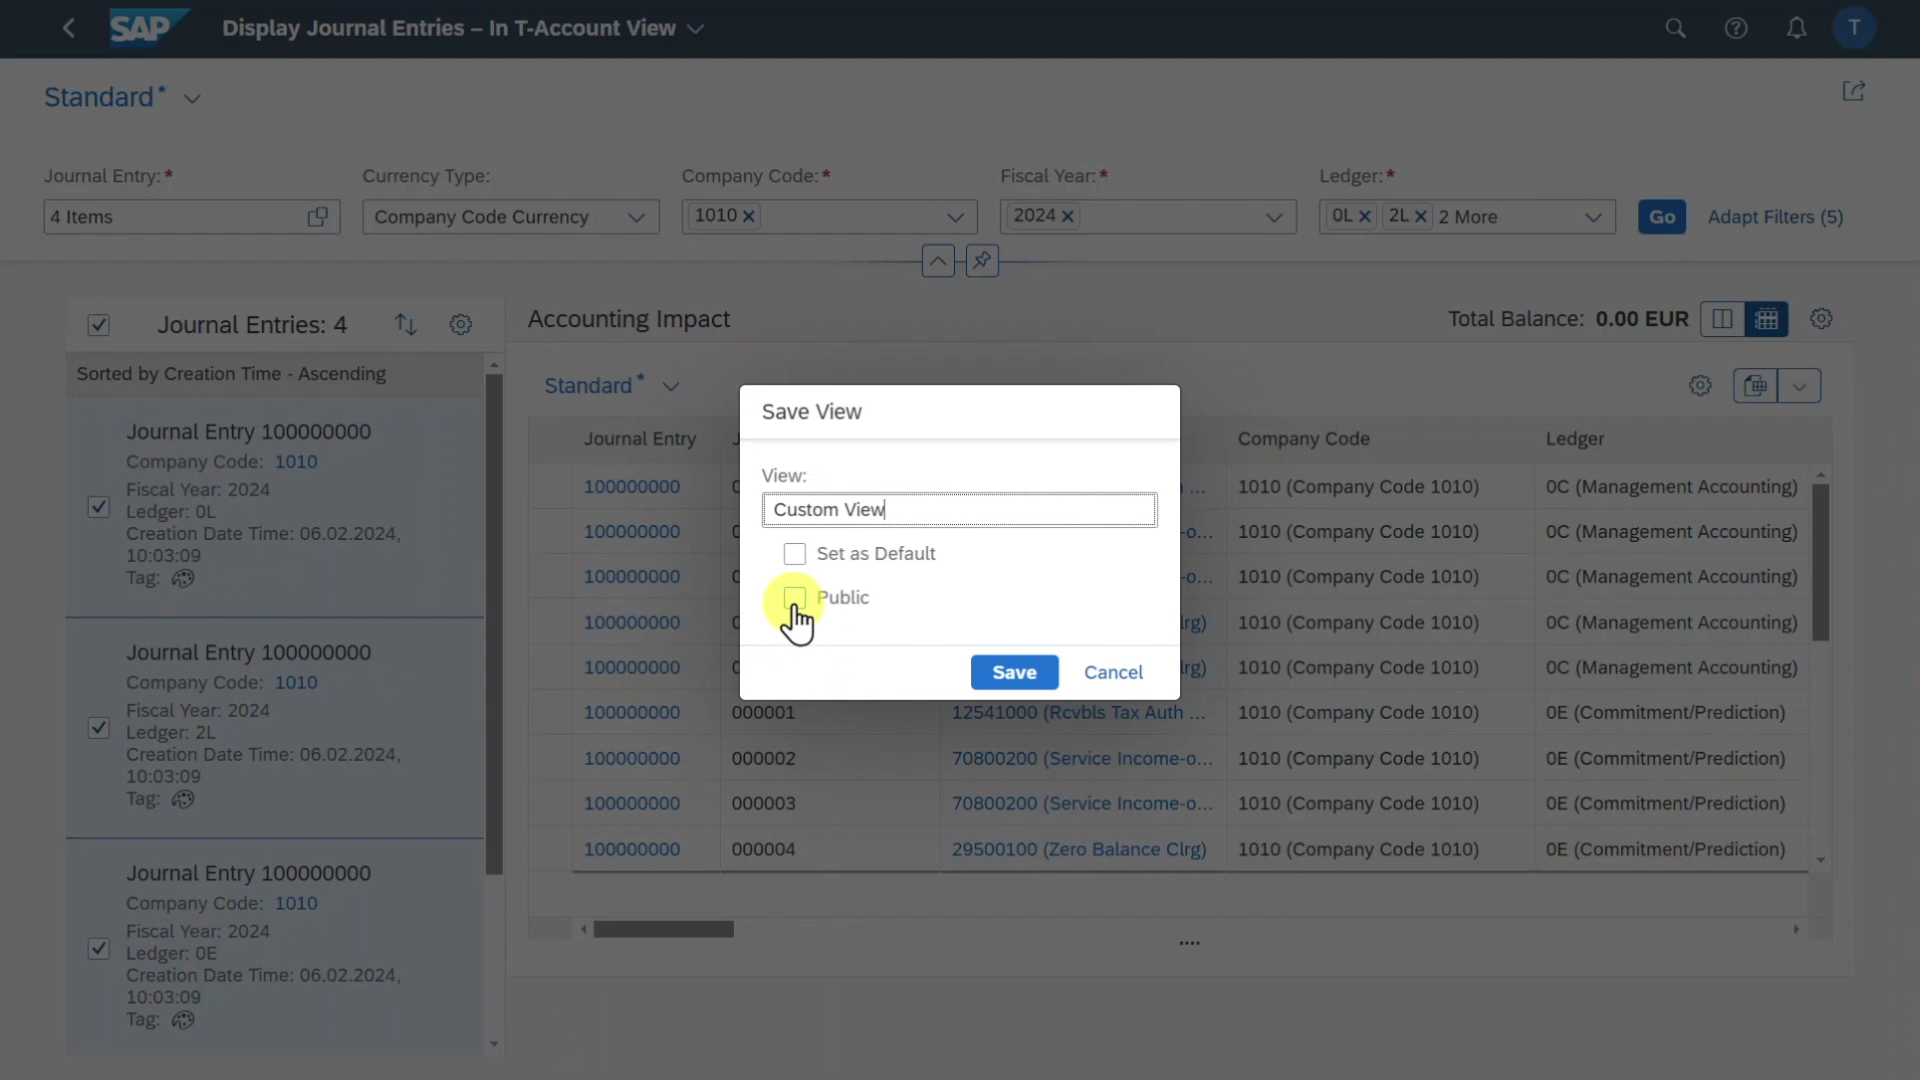 SAP Display Journal Entries – In T-Account View T
Standard*
Journal Entry:* Currency Type: Company Code:* Fiscal Year:* Ledger:*
4 Items Company Code Currency 1010 2024 0L 2L 2 More Go Adapt Filters (5)
Journal Entries: 4
Sorted by Creation Time - Ascending
Journal Entry 100000000
Company Code: 1010
Fiscal Year: 2024
Ledger: 0L
Creation Date Time: 06.02.2024,
10:03:09
Tag:
Journal Entry 100000000
Company Code: 1010
Fiscal Year: 2024
Ledger: 2L
Creation Date Time: 06.02.2024,
10:03:09
Tag:
Journal Entry 100000000
Company Code: 1010
Fiscal Year: 2024
Ledger: 0E
Creation Date Time: 06.02.2024,
10:03:09
Tag:
Accounting Impact Total Balance: 0.00 EUR
Standard*
Journal Entry Company Code Ledger
100000000 ... 1010 (Company Code 1010) 0C (Management Accounting)
100000000 -o... 1010 (Company Code 1010) 0C (Management Accounting)
100000000 -o... 1010 (Company Code 1010) 0C (Management Accounting)
100000000 lrg) 1010 (Company Code 1010) 0C (Management Accounting)
100000000 lrg) 1010 (Company Code 1010) 0C (Management Accounting)
100000000 000001 12541000 (Rcvbls Tax Auth ... 1010 (Company Code 1010) 0E (Commitment/Prediction)
100000000 000002 70800200 (Service Income-o... 1010 (Company Code 1010) 0E (Commitment/Prediction)
100000000 000003 70800200 (Service Income-o... 1010 (Company Code 1010) 0E (Commitment/Prediction)
100000000 000004 29500100 (Zero Balance Clrg) 1010 (Company Code 1010) 0E (Commitment/Prediction)
Save View
View:
Custom View
Set as Default
Public
Save Cancel